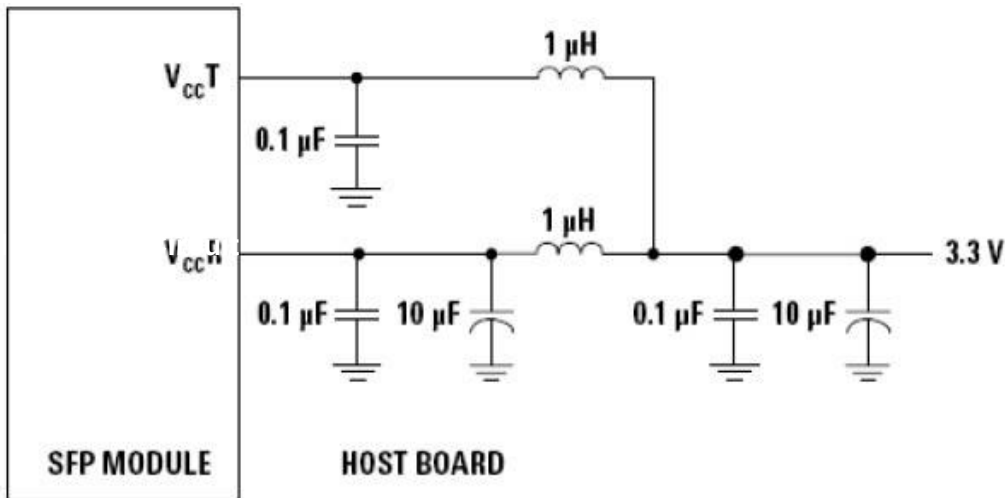 1 µH
VCCT
0.1 µF
1 µH
VCCR
3.3 V
0.1 µF
10 µF
0.1 µF
10 µF
SFP MODULE
HOST BOARD